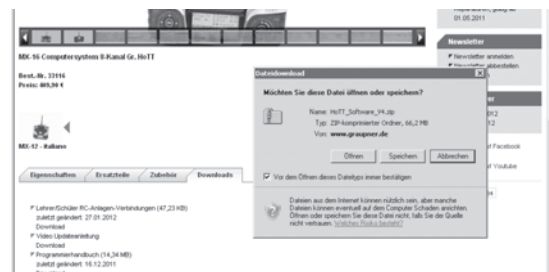 01.05.2011
MX-16 Computersystem 8-Kanal Gr. HoTT
Best.-Nr. 33116
MX-12 - Italiano
Eigenschaften
Ersatzteile
Zubehör
Downloads
Lehrer/Schüler RC-Anlagen-Verbindungen (47,23 KB)
zuletzt geändert: 27.01.2012
Download
Video Updateanleitung
Download
Programmierhandbuch (14,34 MB)
zuletzt geändert: 16.12.2011
Newsletter
Newsletter anmelden
Newsletter abbestellen
Facebook
Youtube
Dateidownload
Möchten Sie diese Datei öffnen oder speichern?
Name: HoTT_Software_V4.zip
Typ: ZIP-komprimierter Ordner, 66,2 MB
Von: www.graupner.de
Öffnen
Speichern
Abbrechen
Vor dem Öffnen dieses Dateityps immer bestätigen
Dateien aus dem Internet können nützlich sein, aber manche
Dateien können eventuell auf dem Computer Schaden anrichten.
Öffnen oder speichern Sie diese Datei nicht, falls Sie der Quelle
nicht vertrauen. Welches Risiko besteht?